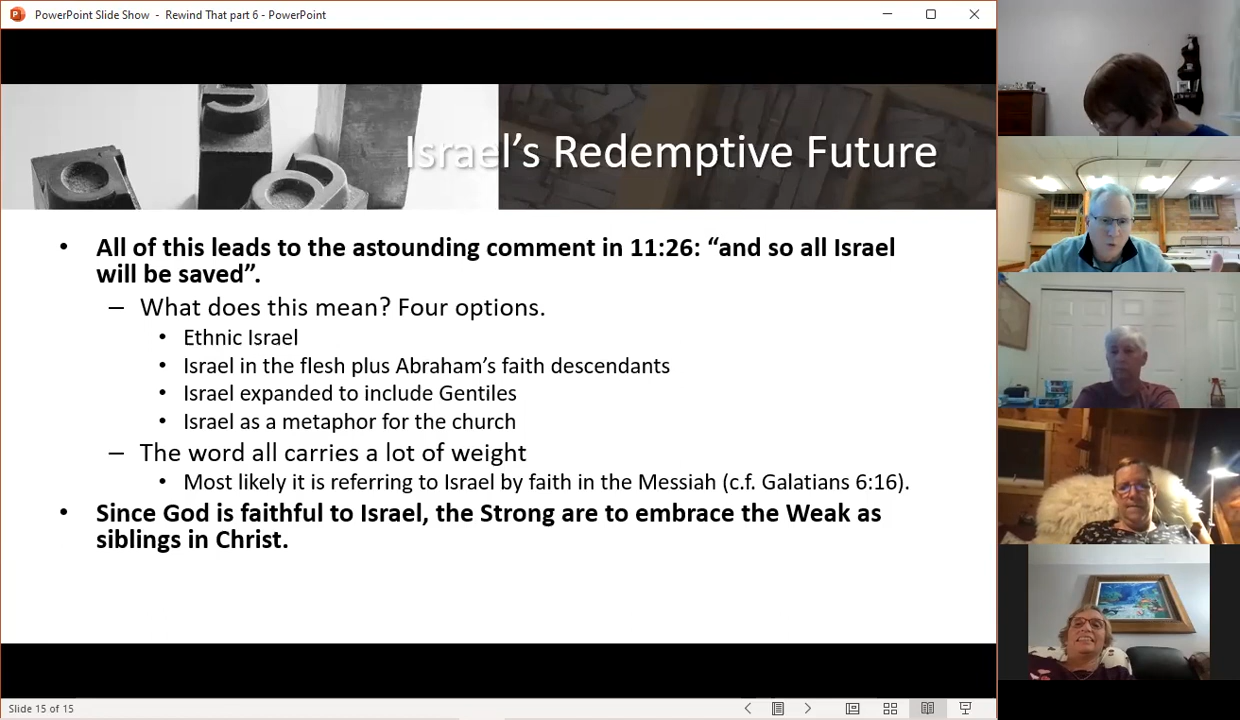 PowerPoint Slide Show - Rewind That part 6 - PowerPoint
Israel's Redemptive Future
• All of this leads to the astounding comment in 11:26: “and so all Israel
will be saved”.
– What does this mean? Four options.
• Ethnic Israel
• Israel in the flesh plus Abraham’s faith descendants
• Israel expanded to include Gentiles
• Israel as a metaphor for the church
– The word all carries a lot of weight
• Most likely it is referring to Israel by faith in the Messiah (c.f. Galatians 6:16).
• Since God is faithful to Israel, the Strong are to embrace the Weak as
siblings in Christ.
Slide 15 of 15